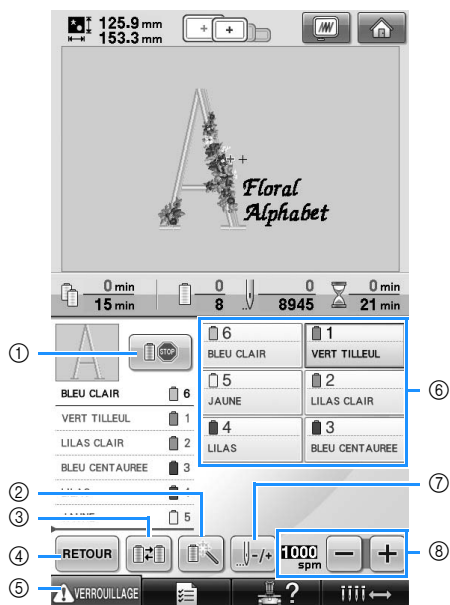 125.9 mm
153.3 mm
Floral
Alphabet
0 min
15 min
0
8
0
8945
0 min
21 min
①
STOP
BLEU CLAIR 6
VERT TILLEUL 1
LILAS CLAIR 2
BLEU CENTAUREE 3
5
6
BLEU CLAIR
1
VERT TILLEUL
5
JAUNE
2
LILAS CLAIR
4
LILAS
3
BLEU CENTAUREE
⑥
②
③
⑦
④
RETOUR
-/+
1000
spm
− +
⑧
⑤
VERROUILLAGE
?